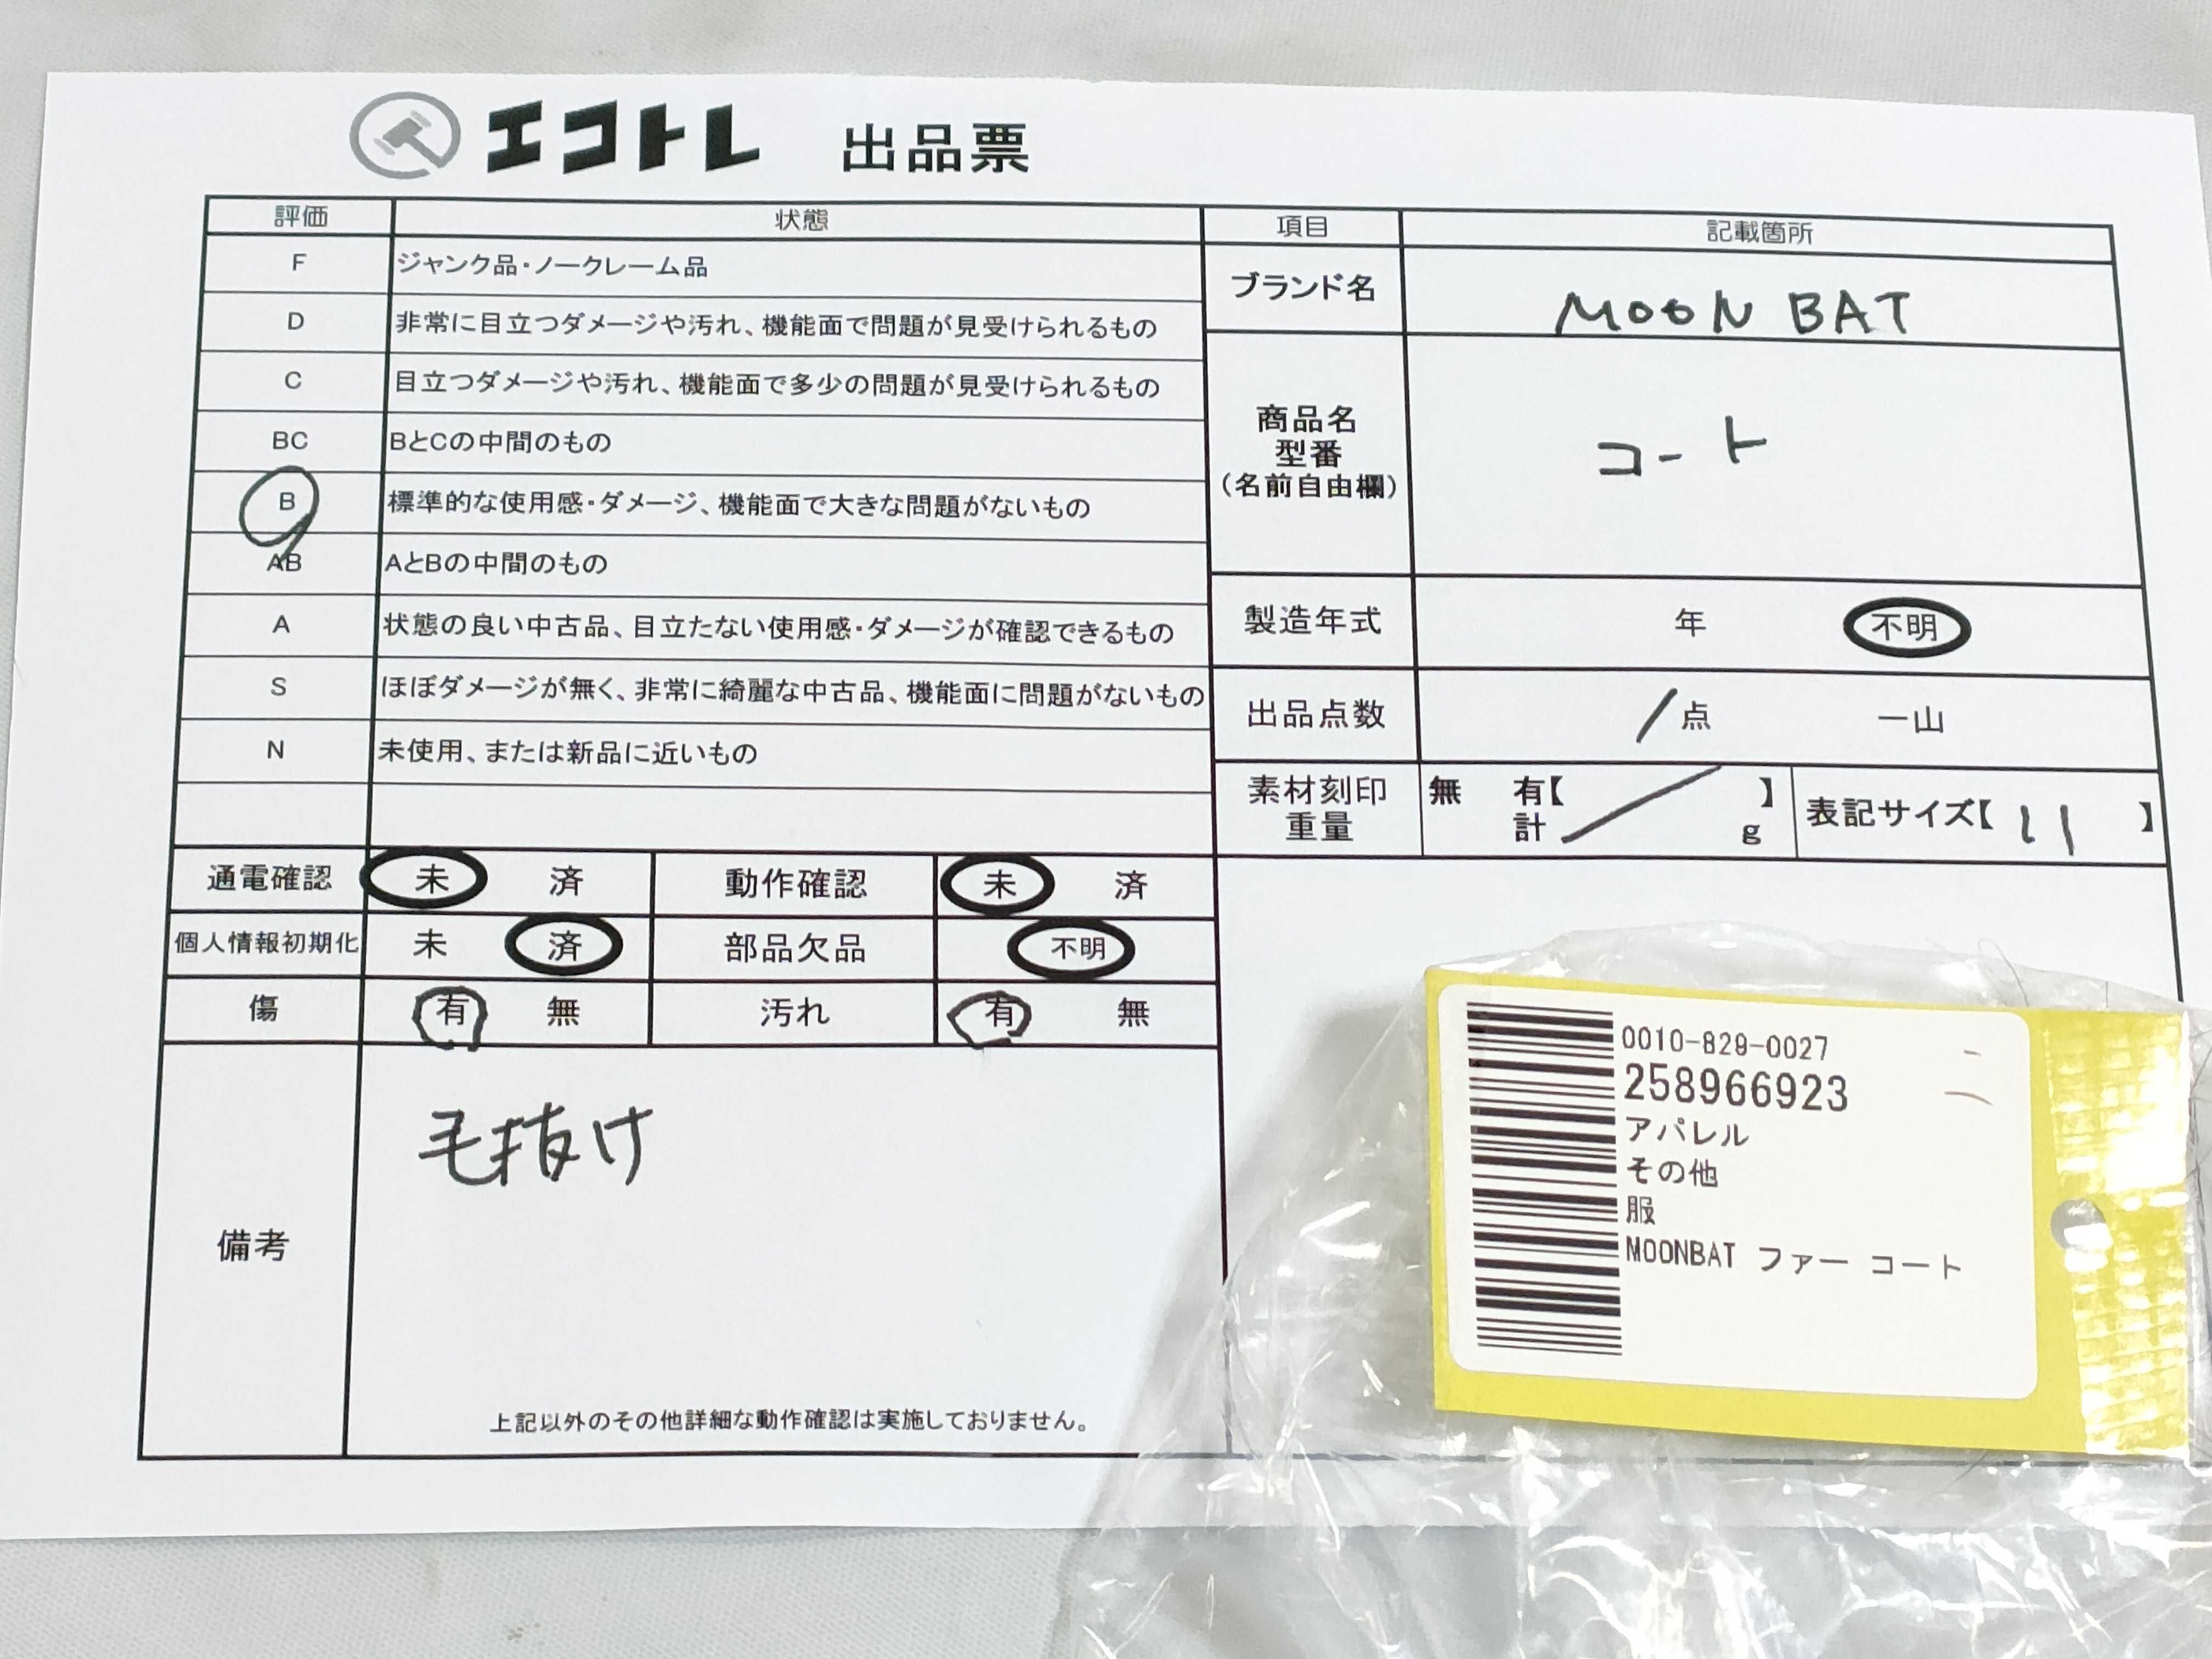 エコトレ 出品票
評価 状態
F ジャンク品・ノークレーム品
D 非常に目立つダメージや汚れ、機能面で問題が見受けられるもの
C 目立つダメージや汚れ、機能面で多少の問題が見受けられるもの
BC BとCの中間のもの
B 標準的な使用感・ダメージ、機能面で大きな問題がないもの
AB AとBの中間のもの
A 状態の良い中古品、目立たない使用感・ダメージが確認できるもの
S ほぼダメージが無く、非常に綺麗な中古品、機能面に問題がないもの
N 未使用、または新品に近いもの
項目 記載箇所
ブランド名 MOON BAT
商品名
型番
(名前自由欄)
コート
製造年式 年 不明
出品点数 1点 一山
素材刻印 無 有【 】
重量 計 g
表記サイズ【 11 】
通電確認 未 済 動作確認 未 済
個人情報初期化 未 済 部品欠品 不明
傷 有 無 汚れ 有 無
備考
毛抜け
上記以外のその他詳細な動作確認は実施しておりません。
0010-829-0027
258966923
アパレル
その他
服
MOONBAT ファー コート